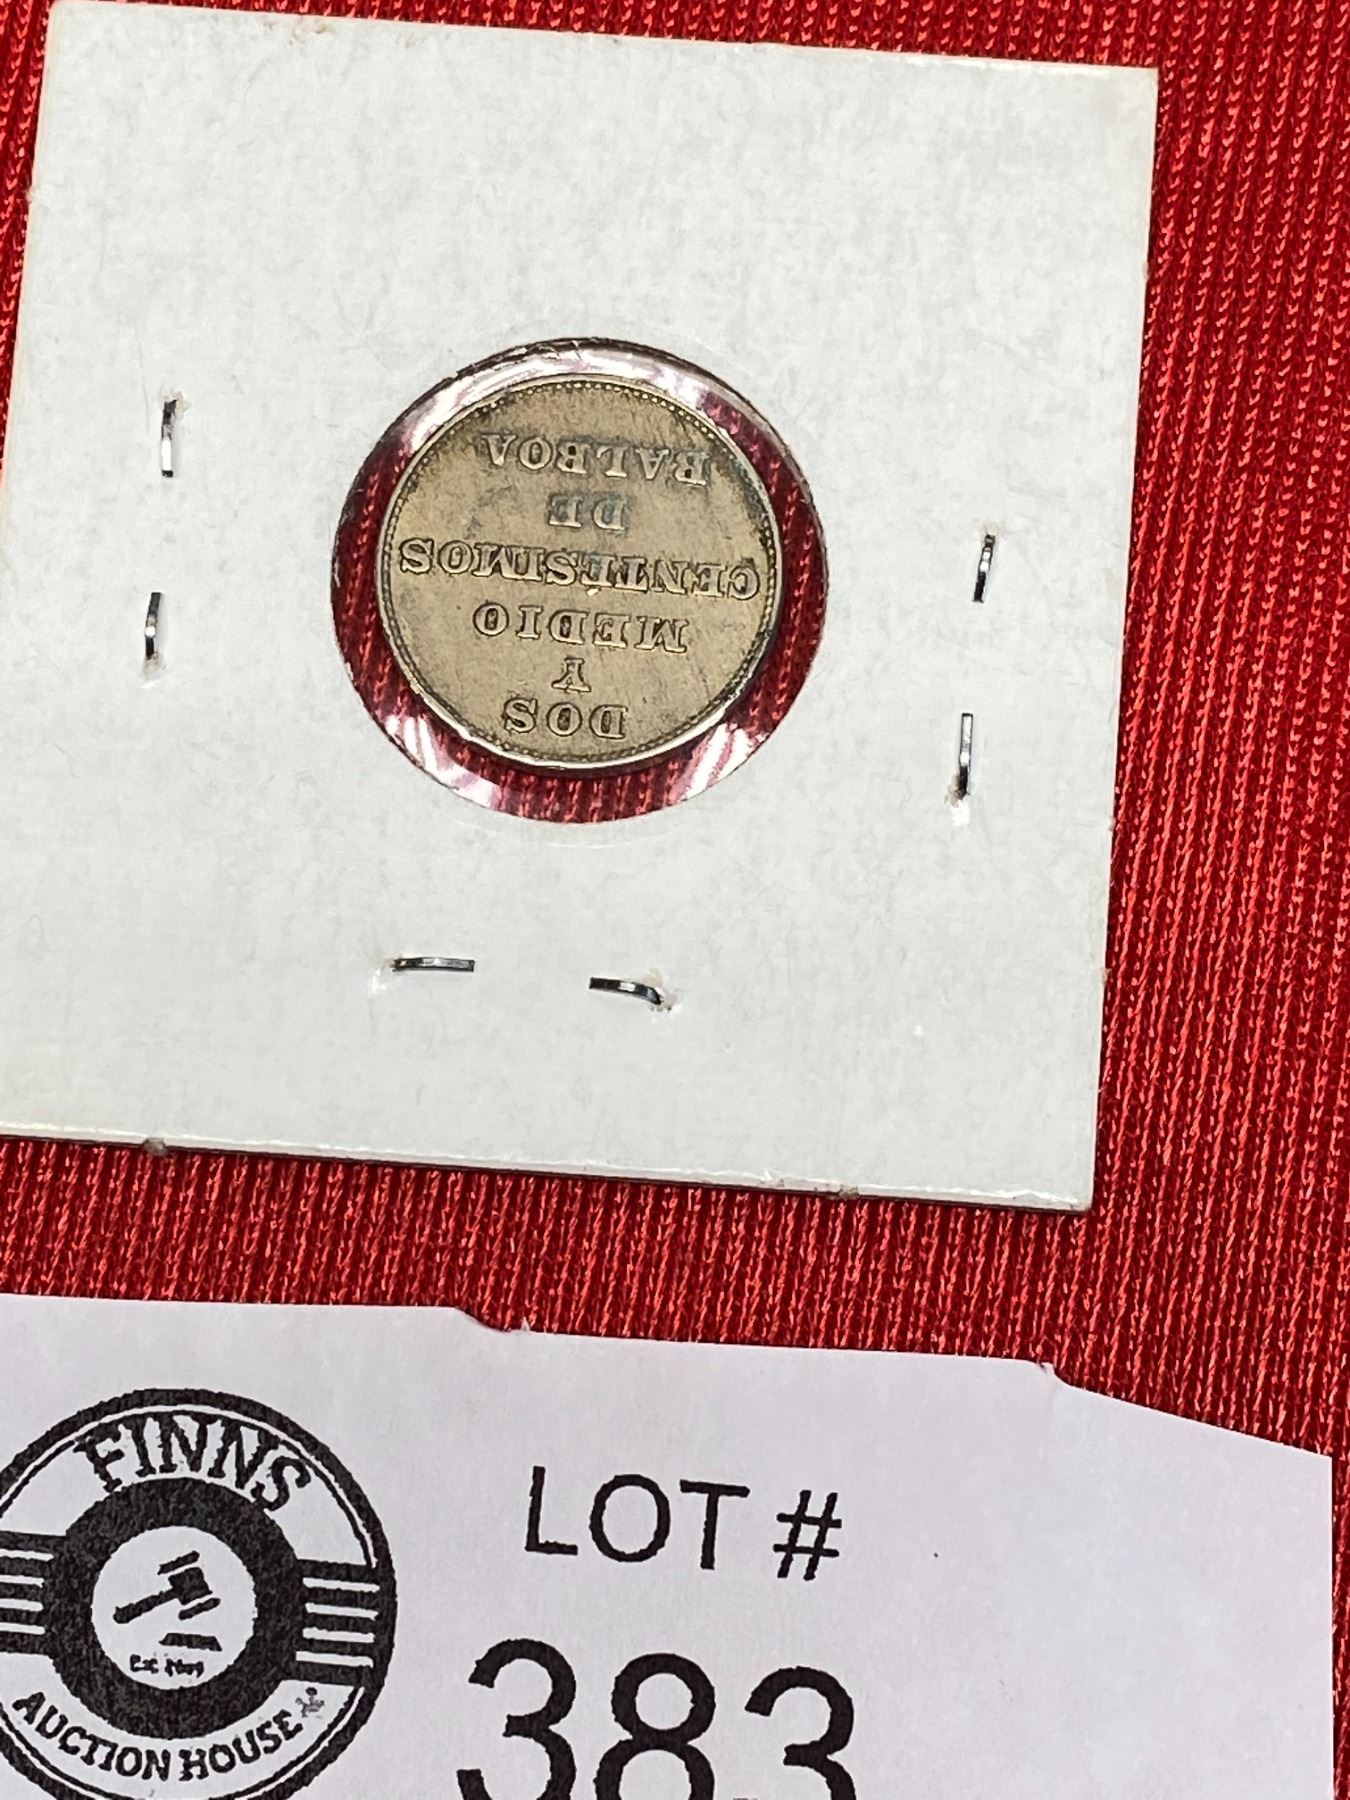 DOS
Y
MEDIO
CENTESIMOS
DE
BALBOA
FINNS
AUCTION HOUSE
LOT #
383